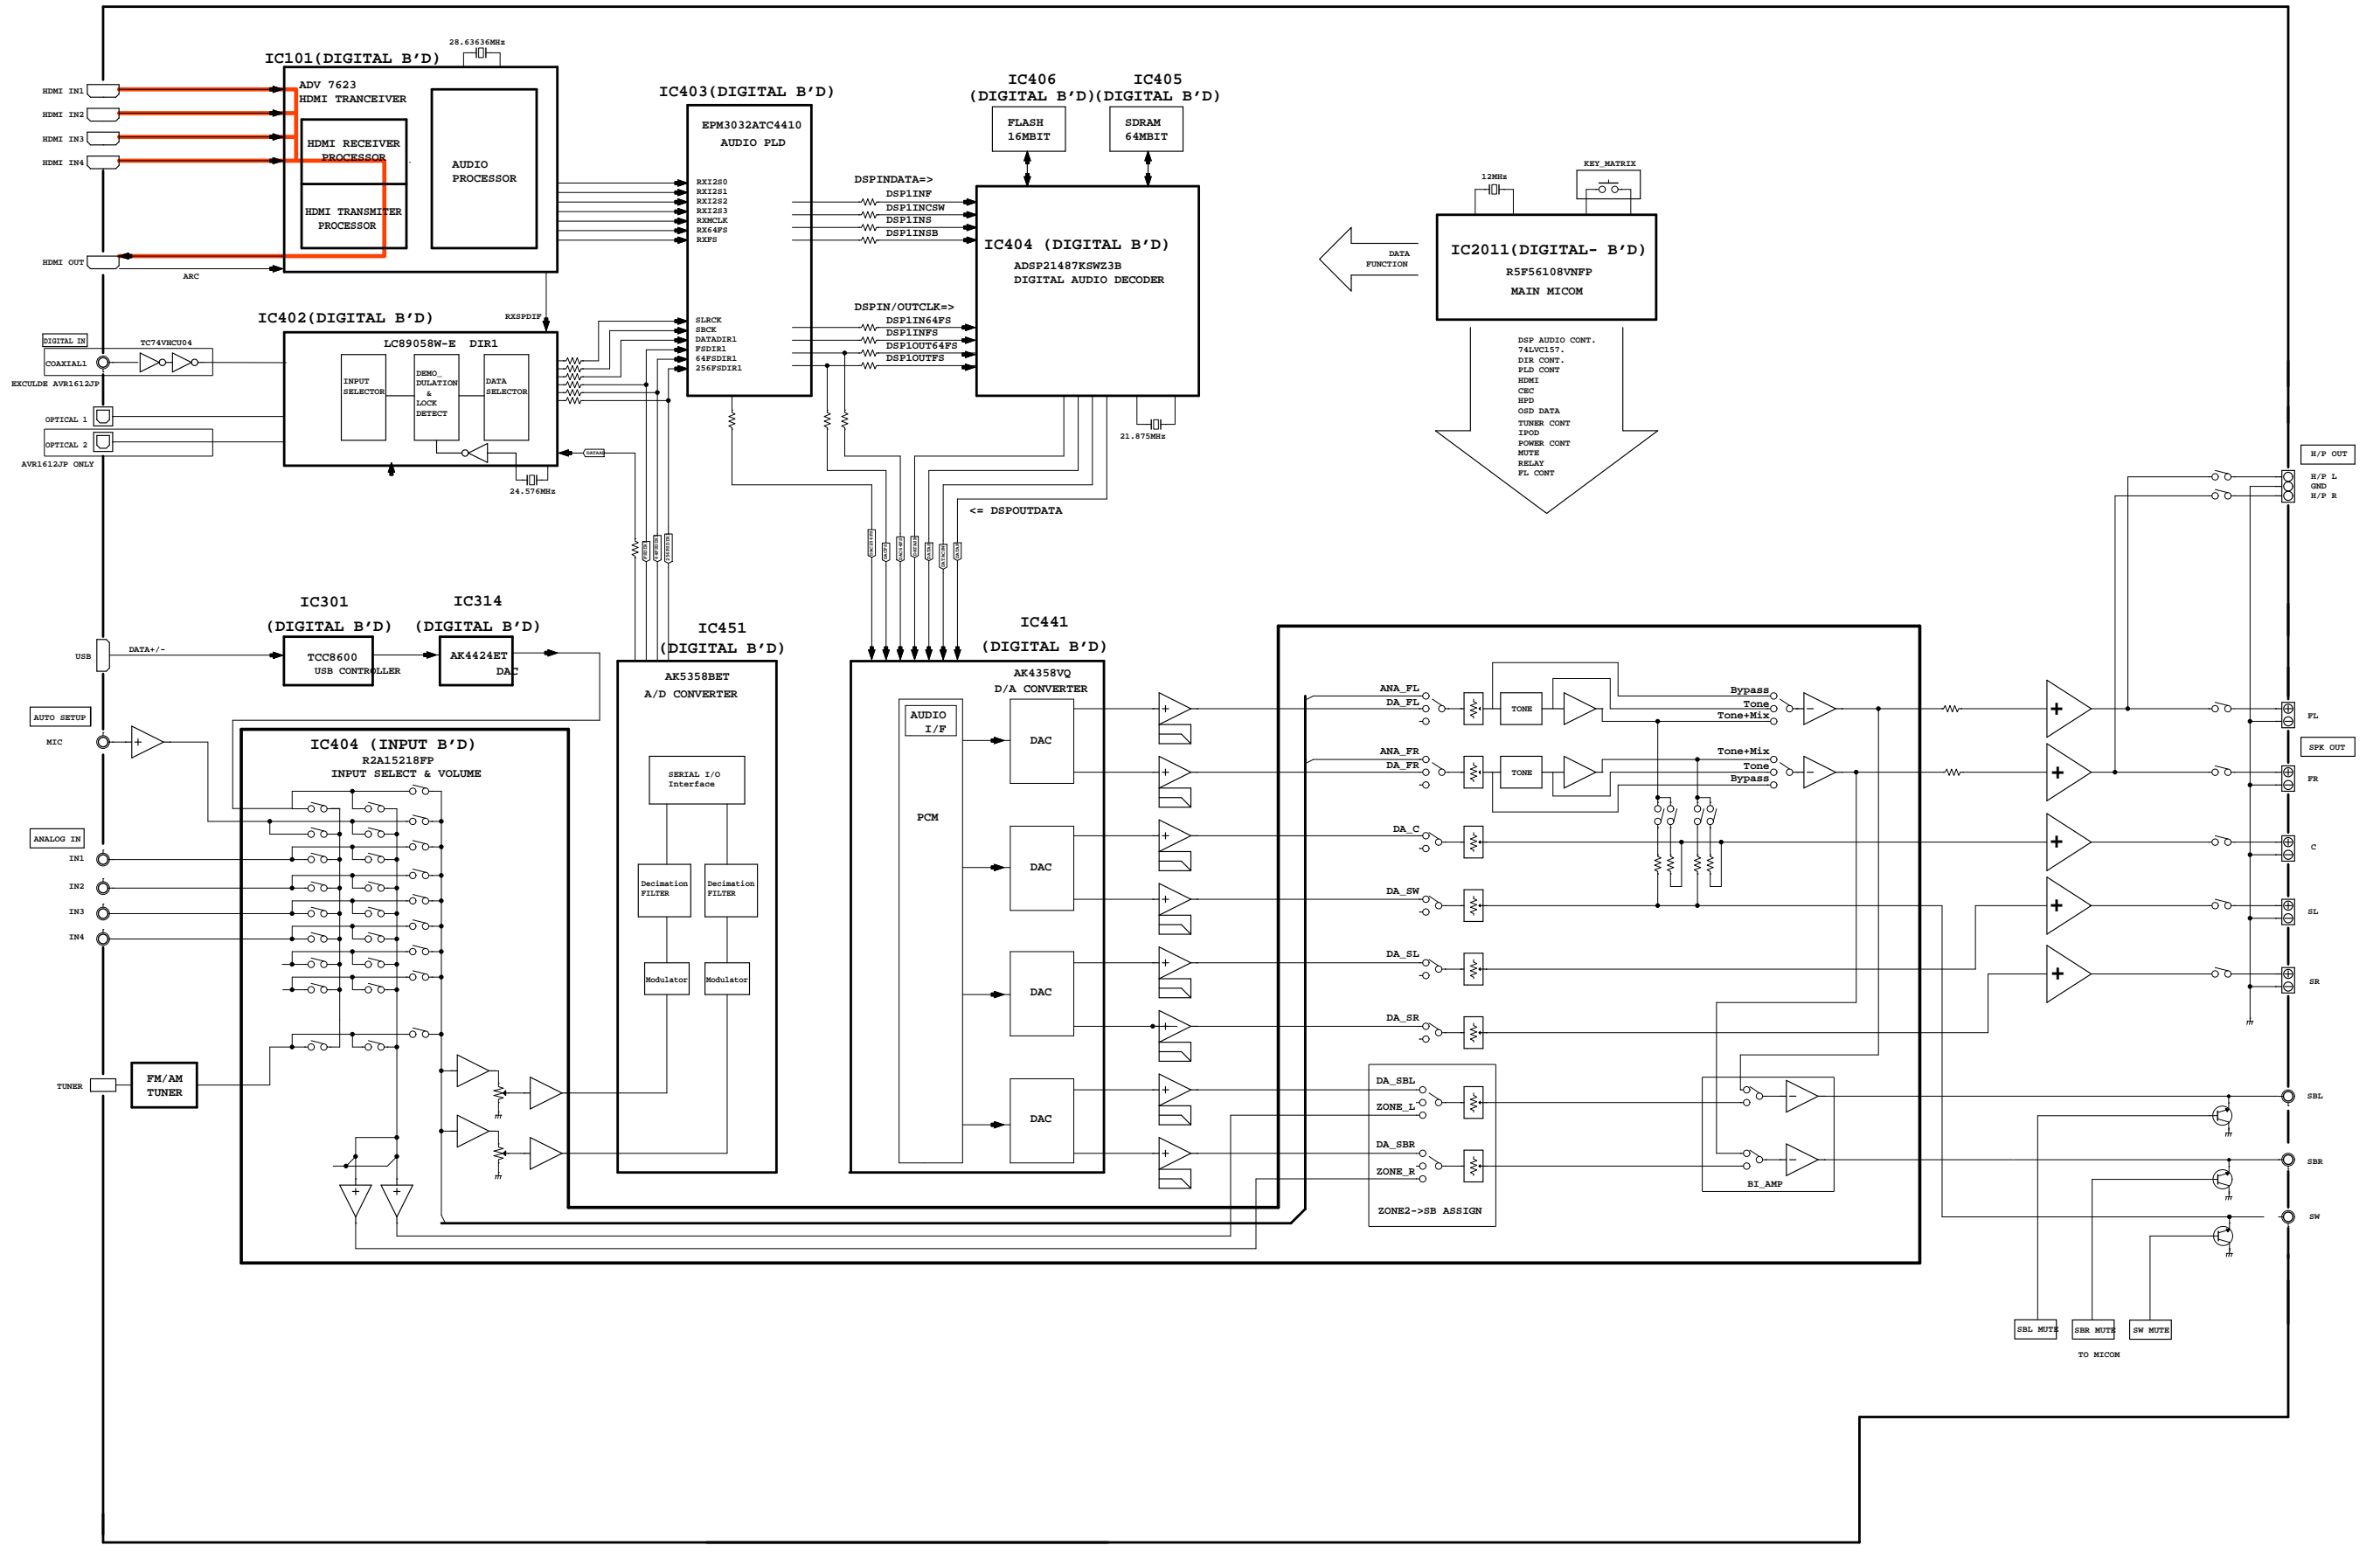 28.63636MHz
IC101(DIGITAL B'D)
ADV 7623
HDMI TRANCEIVER
HDMI RECEIVER
PROCESSOR
HDMI TRANSMITER
PROCESSOR
AUDIO
PROCESSOR
HDMI IN1
HDMI IN2
HDMI IN3
HDMI IN4
HDMI OUT
ARC
IC403(DIGITAL B'D)
EPM3032ATC4410
AUDIO PLD
RXI2S0
RXI2S1
RXI2S2
RXI2S3
RXMCLK
RX64FS
RXFS
SLRCK
SBCK
DATADIR1
FSDIR1
64FSDIR1
256FSDIR1
IC406
(DIGITAL B'D)
FLASH
16MBIT
IC405
(DIGITAL B'D)
SDRAM
64MBIT
DSPINDATA=>
DSP1INF
DSP1INCSW
DSP1INS
DSP1INSB
DSPIN/OUTCLK=>
DSP1IN64FS
DSP1INFS
DSP1OUT64FS
DSP1OUTFS
IC404 (DIGITAL B'D)
ADSP21487KSWZ3B
DIGITAL AUDIO DECODER
21.875MHz
<= DSPOUTDATA
12MHz
KEY_MATRIX
IC2011(DIGITAL- B'D)
R5F56108VNFP
MAIN MICOM
DATA
FUNCTION
DSP AUDIO CONT.
74LVC157.
DIR CONT.
PLD CONT
HDMI
CEC
HPD
OSD DATA
TUNER CONT
IPOD
POWER CONT
MUTE
RELAY
FL CONT
IC402(DIGITAL B'D)
RXSPDIF
LC89058W-E DIR1
INPUT
SELECTOR
DEMO_
DULATION
&
LOCK
DETECT
DATA
SELECTOR
24.576MHz
DIGITAL IN
TC74VHCU04
COAXIAL1
EXCULDE AVR1612JP
OPTICAL 1
OPTICAL 2
AVR1612JP ONLY
IC301
(DIGITAL B'D)
TCC8600
USB CONTROLLER
IC314
(DIGITAL B'D)
AK4424ET
DAC
USB
DATA+/-
AUTO SETUP
MIC
ANALOG IN
IN1
IN2
IN3
IN4
TUNER
FM/AM
TUNER
IC404 (INPUT B'D)
R2A15218FP
INPUT SELECT & VOLUME
IC451
(DIGITAL B'D)
AK5358BET
A/D CONVERTER
SERIAL I/O
Interface
Decimation
FILTER
Decimation
FILTER
Modulator
Modulator
IC441
(DIGITAL B'D)
AK4358VQ
D/A CONVERTER
AUDIO
I/F
PCM
DAC
DAC
DAC
DAC
ANA_FL
DA_FL
ANA_FR
DA_FR
DA_C
DA_SW
DA_SL
DA_SR
DA_SBL
ZONE_L
DA_SBR
ZONE_R
ZONE2->SB ASSIGN
TONE
TONE
Bypass
Tone
Tone+Mix
Tone+Mix
Tone
Bypass
BI_AMP
H/P OUT
H/P L
GND
H/P R
FL
SPK OUT
FR
C
SL
SR
SBL
SBR
SW
SBL MUTE
SBR MUTE
SW MUTE
TO MICOM